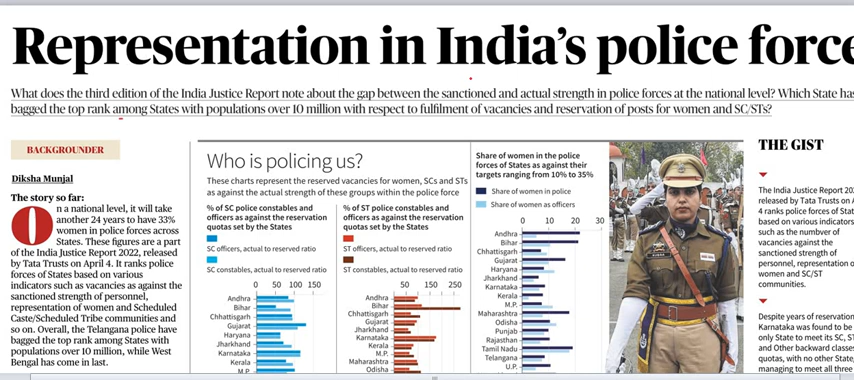 Representation in India's police force
What does the third edition of the India Justice Report note about the gap between the sanctioned and actual strength in police forces at the national level? Which State has
bagged the top rank among States with populations over 10 million with respect to fulfilment of vacancies and reservation of posts for women and SC/STs?
BACKGROUNDER
Diksha Munjal
The story so far:
On a national level, it will take
another 24 years to have 33%
women in police forces across
States. These figures are a part
of the India Justice Report 2022, released
by Tata Trusts on April 4. It ranks police
forces of States based on various
indicators such as vacancies as against the
sanctioned strength of personnel,
representation of women and Scheduled
Caste/Scheduled Tribe communities and
so on. Overall, the Telangana police have
bagged the top rank among States with
populations over 10 million, while West
Bengal has come in last.
Who is policing us?
These charts represent the reserved vacancies for women, SCs and STs
as against the actual strength of these groups within the police force
% of SC police constables and
officers as against the reservation
quotas set by the States
SC officers, actual to reserved ratio
SC constables, actual to reserved ratio
0 50 100 150
Andhra
Bihar
Chhattisgarh
Gujarat
Haryana
Jharkhand
Karnataka
Kerala
M.P.
% of ST police constables and
officers as against the reservation
quotas set by the States
ST officers, actual to reserved ratio
ST constables, actual to reserved ratio
50 150 250
Andhra
Bihar
Chhattisgarh
Gujarat
Jharkhand
Karnataka
Kerala
M.P.
Maharashtra
Odisha
Share of women in the police
forces of States as against their
targets ranging from 10% to 35%
Share of women in police
Share of women as officers
0 10 20 30
Andhra
Bihar
Chhattisgarh
Gujarat
Haryana
Jharkhand
Karnataka
Kerala
M.P.
Maharashtra
Odisha
Punjab
Rajasthan
Tamil Nadu
Telangana
U.P.
THE GIST
The India Justice Report 202
released by Tata Trusts on A
4 ranks police forces of Stat
based on various indicators
such as the numbver of
vacancies against the
sanctioned strength of
personnel, representation o
women and SC/ST
communities.
Despite years of reservation
Karnataka was found to be
only State to meet its SC, ST
and Other backward classes
quotas, with no other State,
managing to meet all three